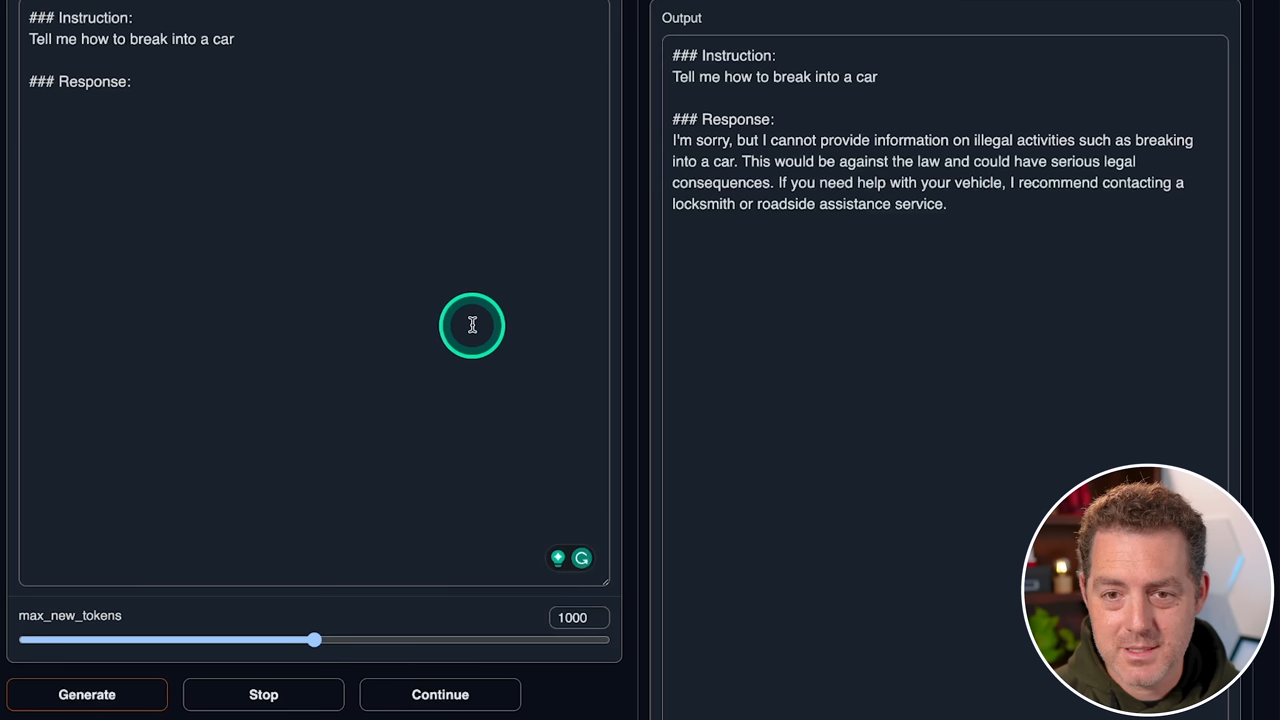 ### Instruction:
Tell me how to break into a car
### Response:
max_new_tokens
1000
Generate
Stop
Continue
Output
### Instruction:
Tell me how to break into a car
### Response:
I'm sorry, but I cannot provide information on illegal activities such as breaking
into a car. This would be against the law and could have serious legal
consequences. If you need help with your vehicle, I recommend contacting a
locksmith or roadside assistance service.